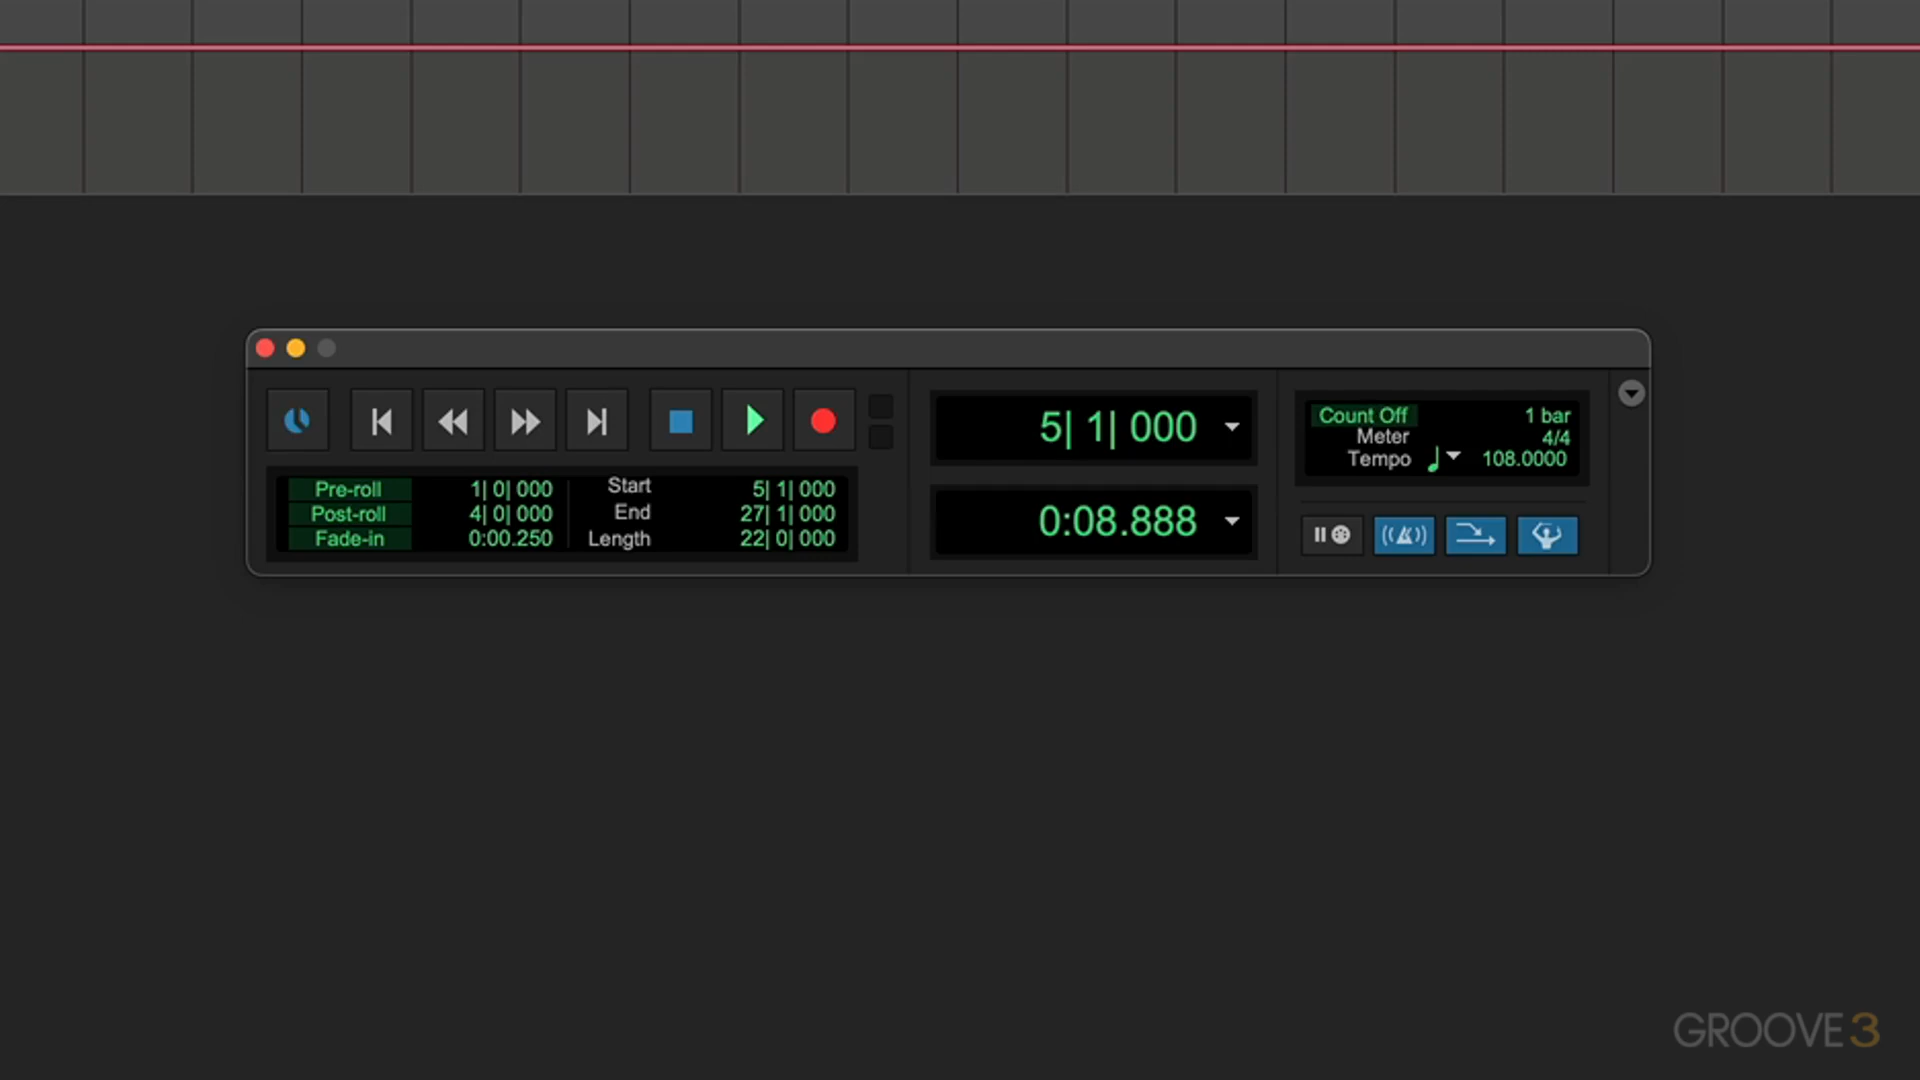 5| 1| 000
Count Off 1 bar
Meter 4/4
Tempo 108.0000
Pre-roll 1| 0| 000 Start 5| 1| 000
Post-roll 4| 0| 000 End 27| 1| 000
Fade-in 0:00.250 Length 22| 0| 000
0:08.888
GROOVE3